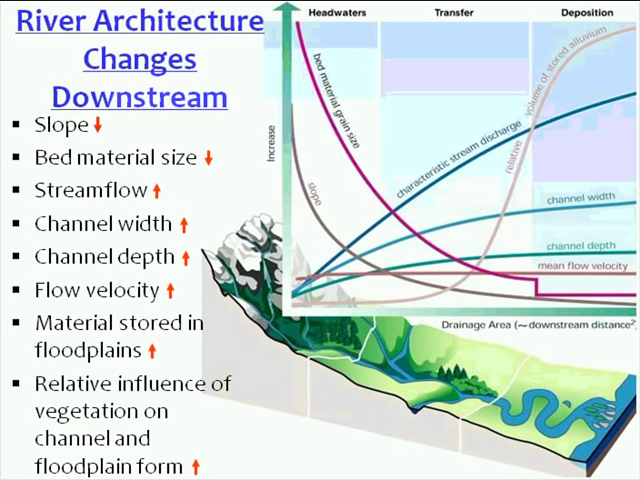 River Architecture
Changes
Downstream
▪ Slope ↓
▪ Bed material size ↓
▪ Streamflow ↑
▪ Channel width ↑
▪ Channel depth ↑
▪ Flow velocity ↑
▪ Material stored in
floodplains ↑
▪ Relative influence of
vegetation on
channel and
floodplain form ↑
Headwaters
Transfer
Deposition
Increase
bed material grain size
slope
characteristic stream discharge
relative volume of stored alluvium
channel width
channel depth
mean flow velocity
Drainage Area (~downstream distance²